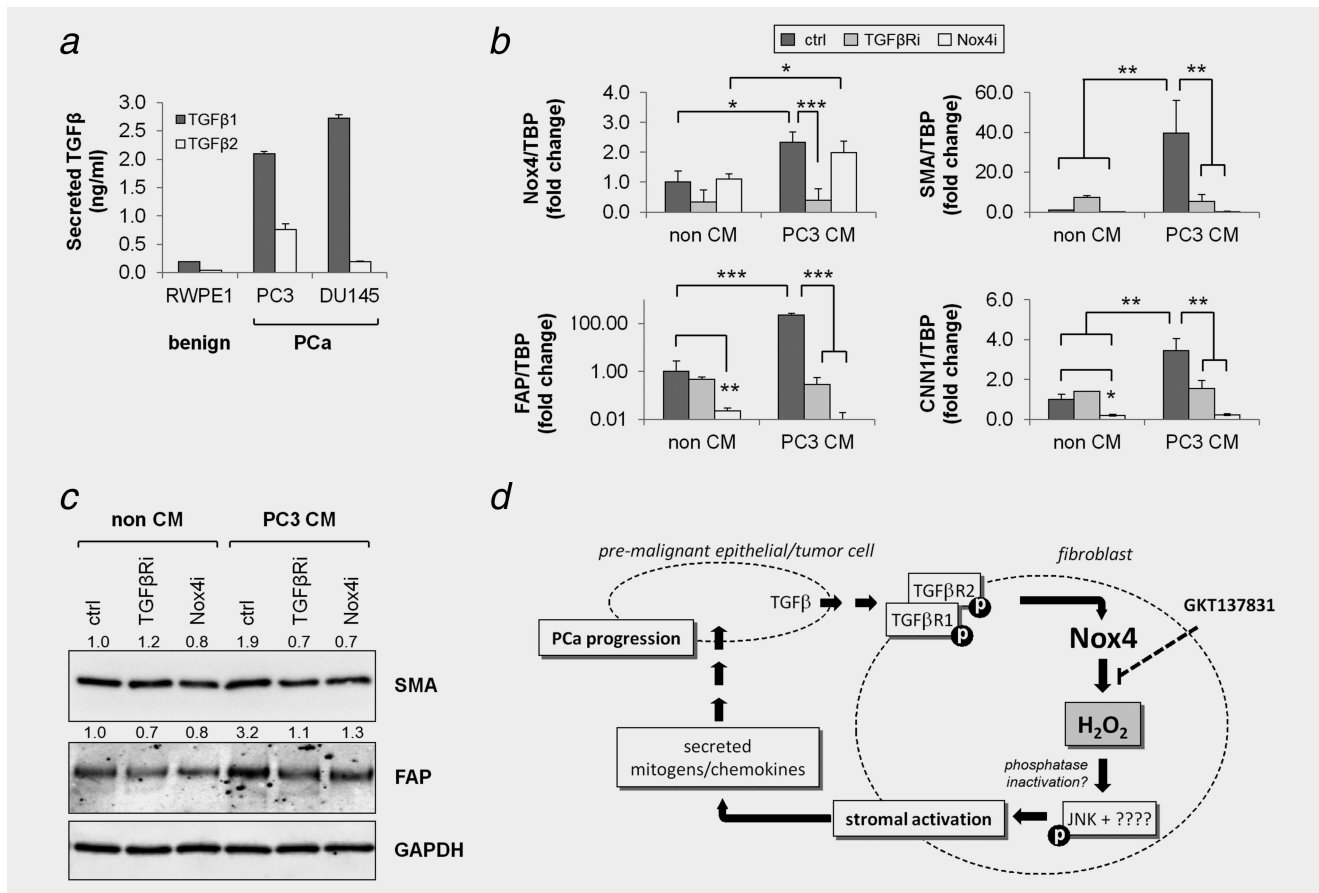 a
Secreted TGFβ
(ng/ml)
3.0
2.5
2.0
1.5
1.0
0.5
0.0
TGFβ1
TGFβ2
RWPE1 PC3 DU145
benign PCa
b
ctrl TGFβRi Nox4i
Nox4/TBP
(fold change)
4.0
3.0
2.0
1.0
0.0
* * ***
non CM PC3 CM
SMA/TBP
(fold change)
60.0
40.0
20.0
0.0
** **
non CM PC3 CM
FAP/TBP
(fold change)
100.00
1.00
0.01
*** ***
**
non CM PC3 CM
CNN1/TBP
(fold change)
6.0
4.0
2.0
0.0
** **
*
non CM PC3 CM
c
non CM PC3 CM
ctrl TGFβRi Nox4i ctrl TGFβRi Nox4i
1.0 1.2 0.8 1.9 0.7 0.7
SMA
1.0 0.7 0.8 3.2 1.1 1.3
FAP
GAPDH
d
pre-malignant epithelial/tumor cell
fibroblast
TGFβ
TGFβR2
p
TGFβR1
p
GKT137831
PCa progression
Nox4
H2O2
secreted
mitogens/chemokines
phosphatase
inactivation?
stromal activation
JNK + ????
p